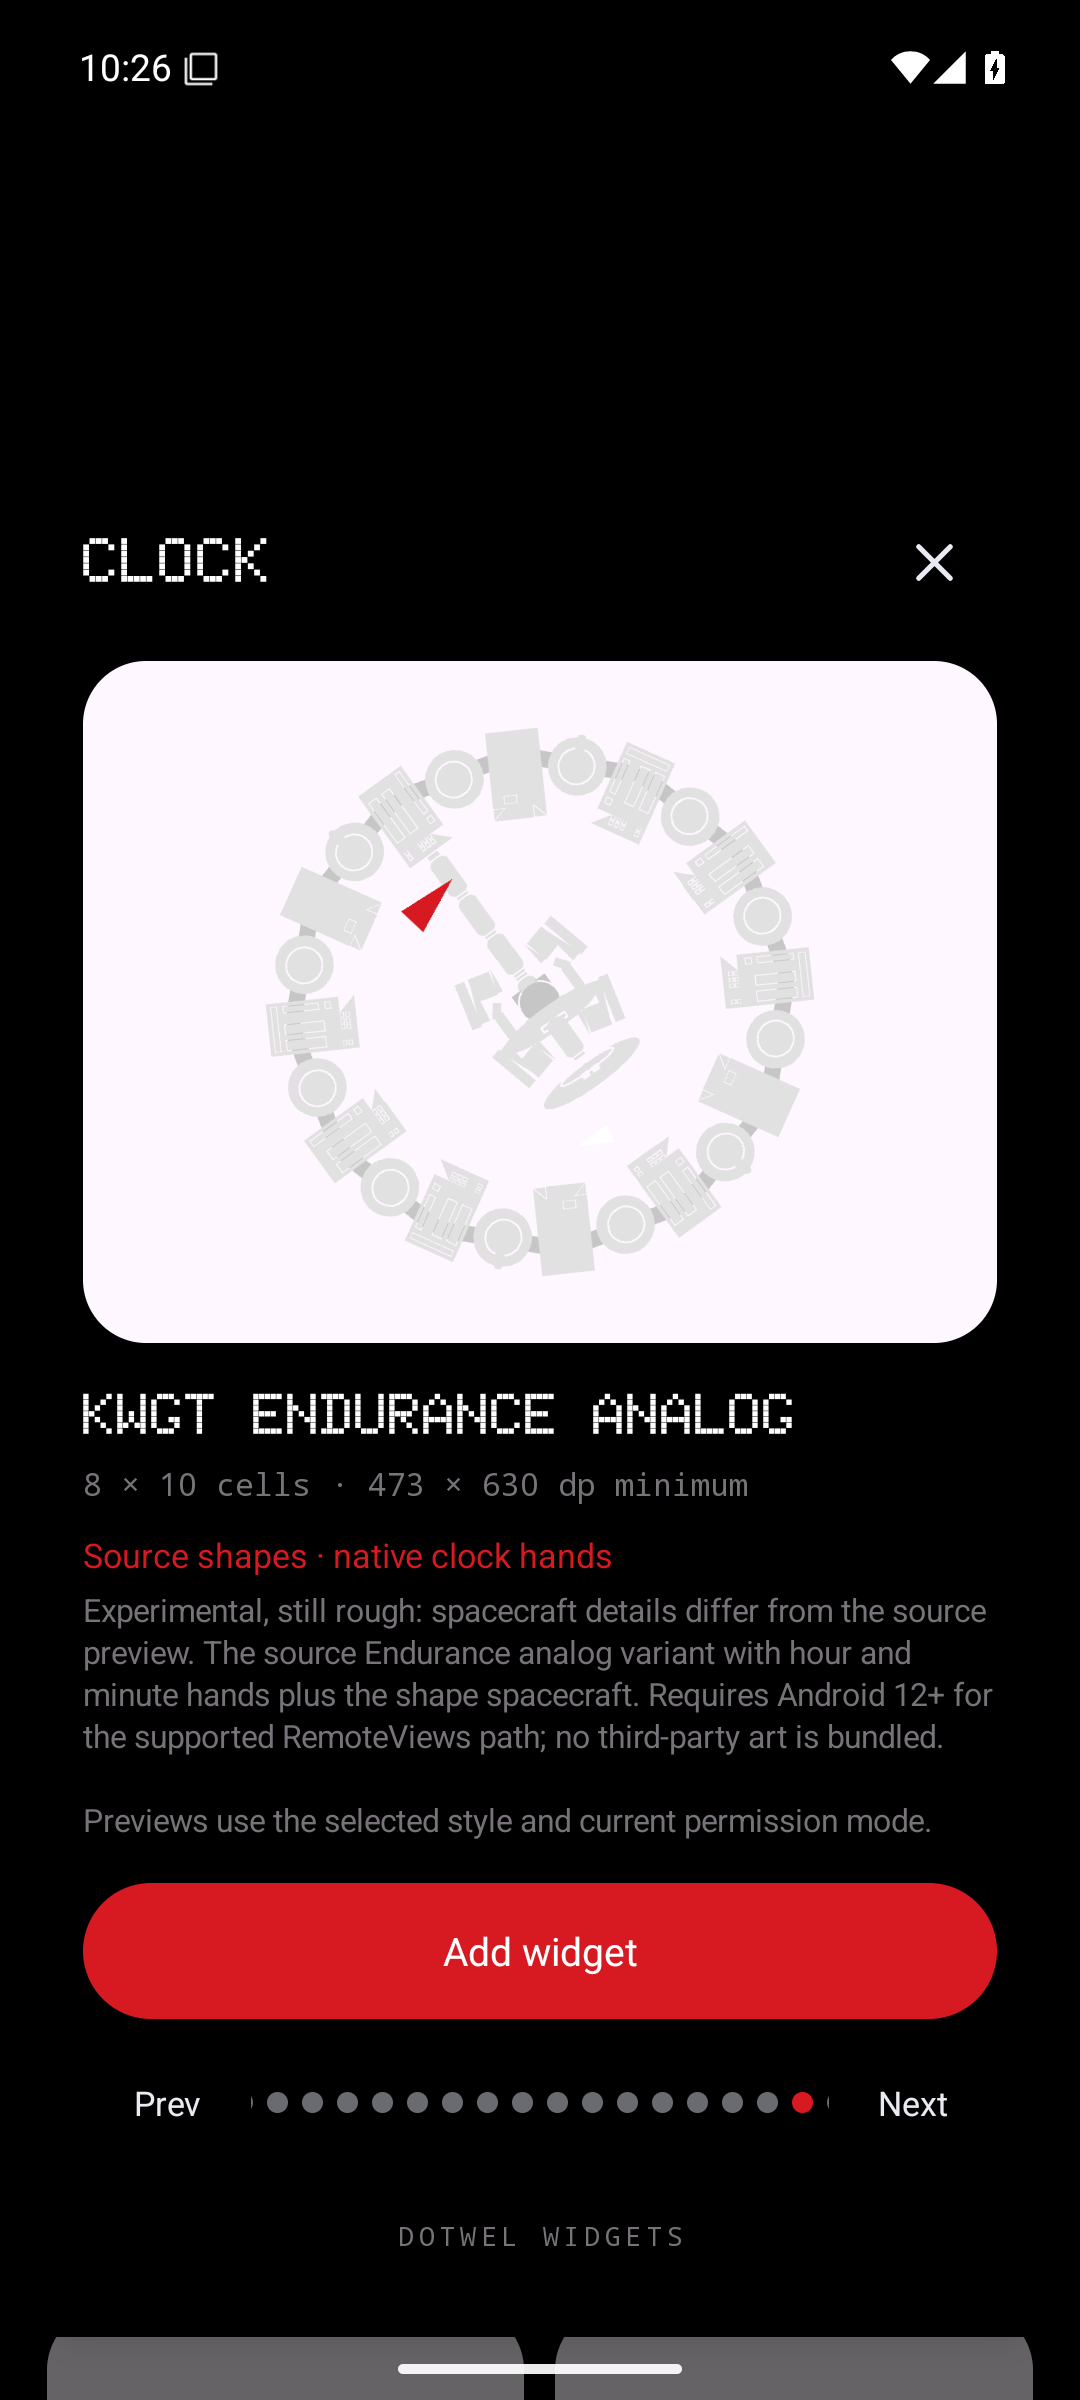 10:26
CLOCK
KWGT ENDURANCE ANALOG
8 × 10 cells · 473 × 630 dp minimum
Source shapes · native clock hands
Experimental, still rough: spacecraft details differ from the source
preview. The source Endurance analog variant with hour and
minute hands plus the shape spacecraft. Requires Android 12+ for
the supported RemoteViews path; no third-party art is bundled.
Previews use the selected style and current permission mode.
Add widget
Prev
Next
DOTWEL WIDGETS